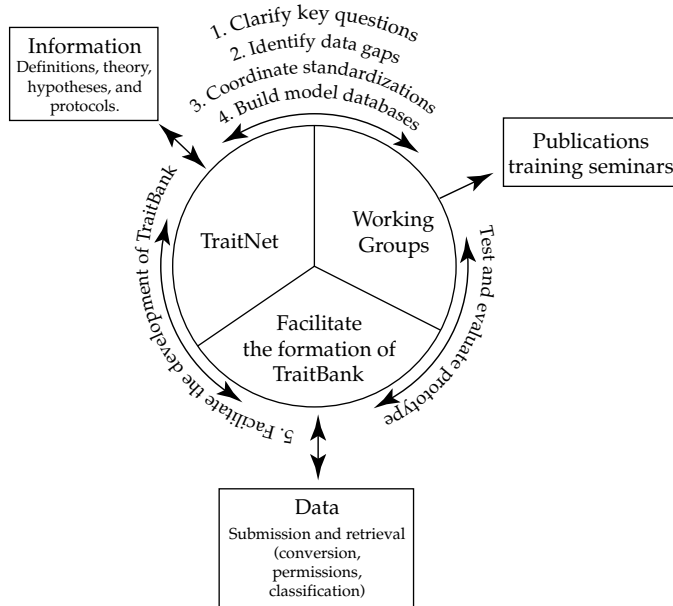 1. Clarify key questions
2. Identify data gaps
3. Coordinate standardizations
4. Build model databases
Information
Definitions, theory,
hypotheses, and
protocols.
Publications
training seminars
TraitNet
Working
Groups
Facilitate
the formation of
TraitBank
5. Facilitate the development of TraitBank
Test and evaluate prototype
Data
Submission and retrieval
(conversion,
permissions,
classification)